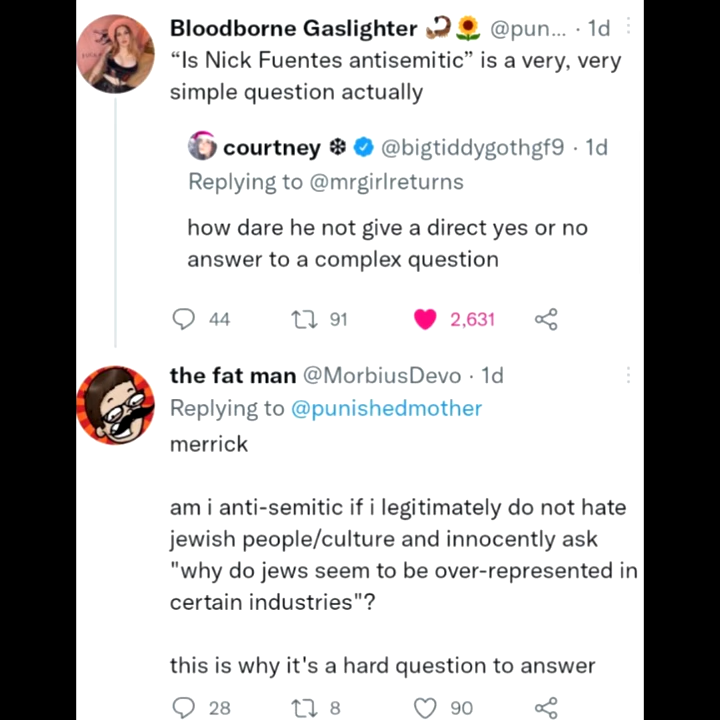 Bloodborne Gaslighter 🦂🌻 @pun... · 1d
“Is Nick Fuentes antisemitic” is a very, very
simple question actually
courtney ❄ @bigtiddygothgf9 · 1d
Replying to @mrgirlreturns
how dare he not give a direct yes or no
answer to a complex question
44 91 2,631
the fat man @MorbiusDevo · 1d
Replying to @punishedmother
merrick
am i anti-semitic if i legitimately do not hate
jewish people/culture and innocently ask
"why do jews seem to be over-represented in
certain industries"?
this is why it's a hard question to answer
28 8 90